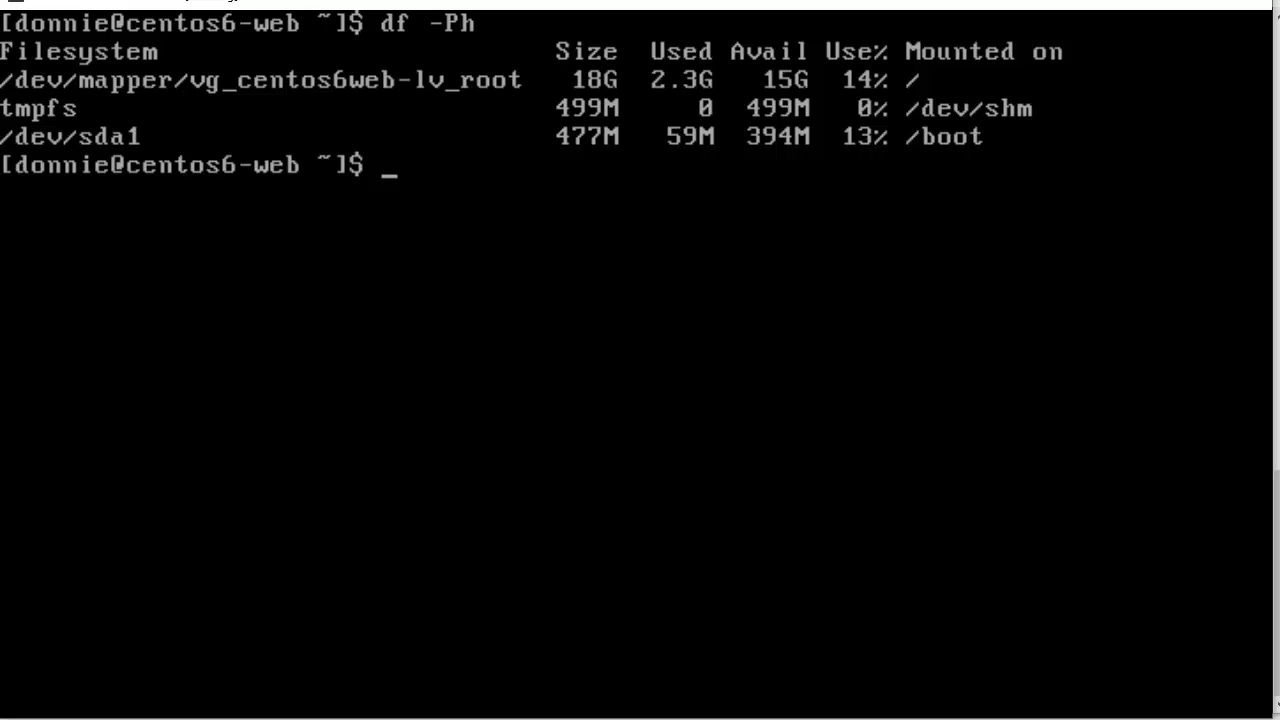 [donnie@centos6-web ~]$ df -Ph
Filesystem Size Used Avail Use% Mounted on
/dev/mapper/vg_centos6web-lv_root 18G 2.3G 15G 14% /
tmpfs 499M 0 499M 0% /dev/shm
/dev/sda1 477M 59M 394M 13% /boot
[donnie@centos6-web ~]$ _